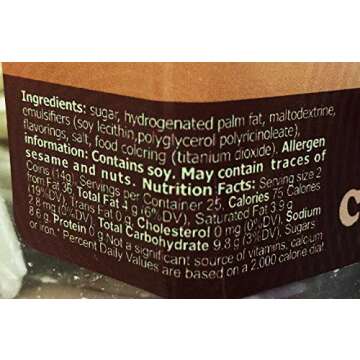 Ingredients: sugar, hydrogenated palm fat, maltodextrine,
emulsifiers (soy lecithin,polyglycerol polyricinoleate),
flavorings, salt, food coloring (titanium dioxide). Allergen
information: Contains soy. May contain traces of
sesame and nuts. Nutrition Facts: Serving size 2
Coins (14g), Servings per Container 25, Calories 75 Calories
from Fat 36, Total Fat 4 g (6%DV), Saturated Fat 3.9 g
(19%DV), Trans Fat 0 g, Cholesterol 0 mg (0%DV), Sodium
2.8 mg (0%DV), Total Carbohydrate 9.8 g (3%DV), Sugars
8.6 g, Protein 0 g Not a significant source of vitamins, calcium
or iron. * Percent Daily Values are based on a 2,000 calorie diet.
C